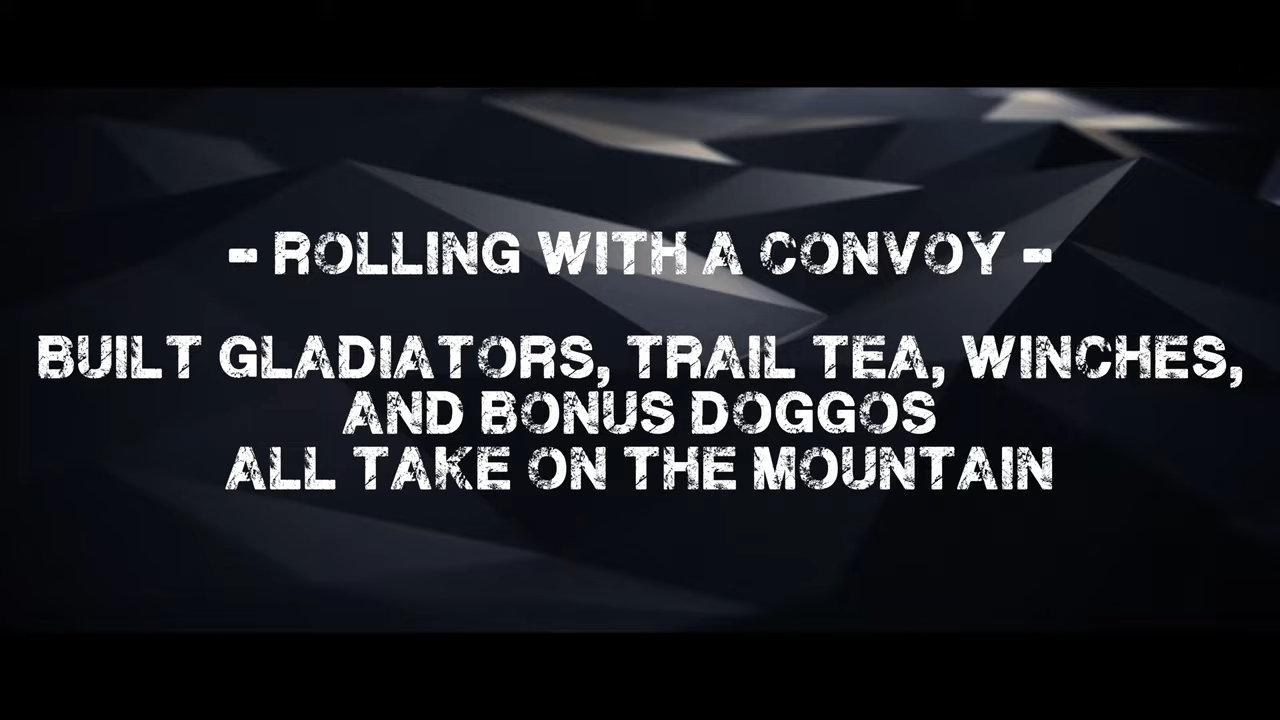 - ROLLING WITH A CONVOY -
BUILT GLADIATORS, TRAIL TEA, WINCHES,
AND BONUS DOGGOS
ALL TAKE ON THE MOUNTAIN